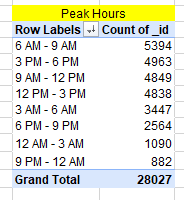 Peak Hours
Row Labels Count of _id
6 AM - 9 AM 5394
3 PM - 6 PM 4963
9 AM - 12 PM 4849
12 PM - 3 PM 4838
3 AM - 6 AM 3447
6 PM - 9 PM 2564
12 AM - 3 AM 1090
9 PM - 12 AM 882
Grand Total 28027